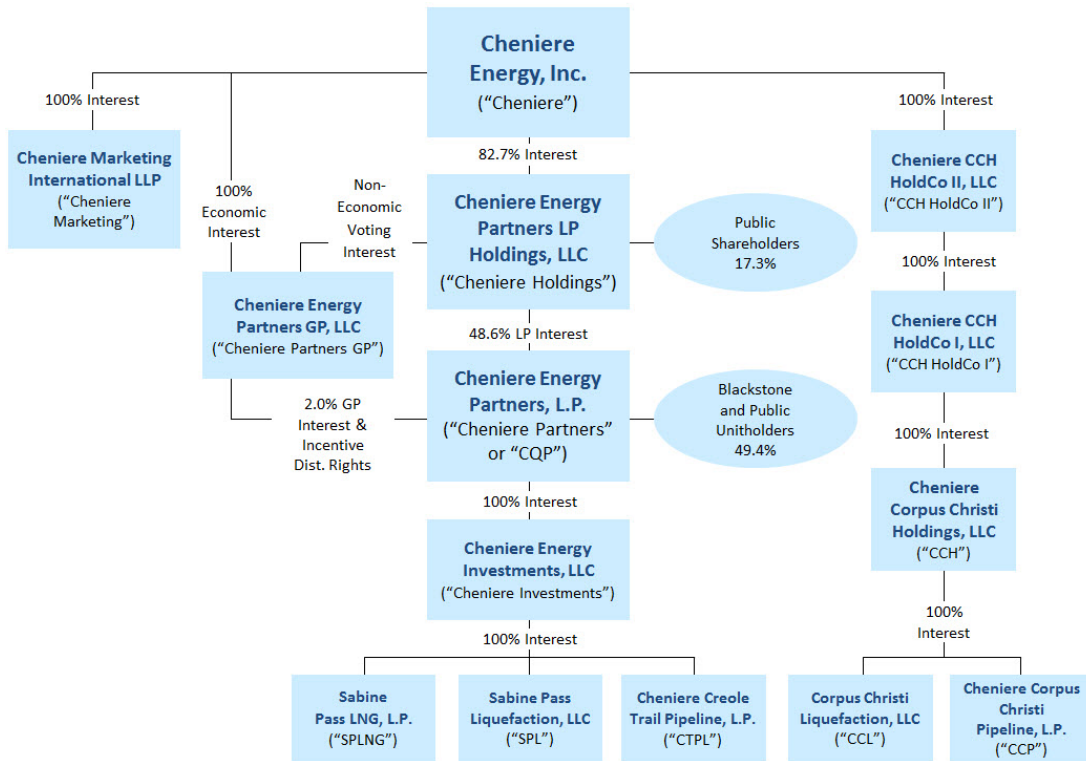 Cheniere
Energy, Inc.
(“Cheniere”)
100% Interest
Cheniere Marketing
International LLP
(“Cheniere
Marketing”)
100%
Economic
Interest
82.7% Interest
Non-
Economic
Voting
Interest
Cheniere Energy
Partners LP
Holdings, LLC
(“Cheniere Holdings”)
Public
Shareholders
17.3%
100% Interest
Cheniere CCH
HoldCo II, LLC
(“CCH HoldCo II”)
100% Interest
Cheniere Energy
Partners GP, LLC
(“Cheniere Partners GP”)
48.6% LP Interest
Cheniere CCH
HoldCo I, LLC
(“CCH HoldCo I”)
2.0% GP
Interest &
Incentive
Dist. Rights
Cheniere Energy
Partners, L.P.
(“Cheniere Partners”
or “CQP”)
Blackstone
and Public
Unitholders
49.4%
100% Interest
Cheniere
Corpus Christi
Holdings, LLC
(“CCH”)
100% Interest
Cheniere Energy
Investments, LLC
(“Cheniere Investments”)
100% Interest
100%
Interest
Sabine
Pass LNG, L.P.
(“SPLNG”)
Sabine Pass
Liquefaction, LLC
(“SPL”)
Cheniere Creole
Trail Pipeline, L.P.
(“CTPL”)
Corpus Christi
Liquefaction, LLC
(“CCL”)
Cheniere Corpus
Christi
Pipeline, L.P.
(“CCP”)